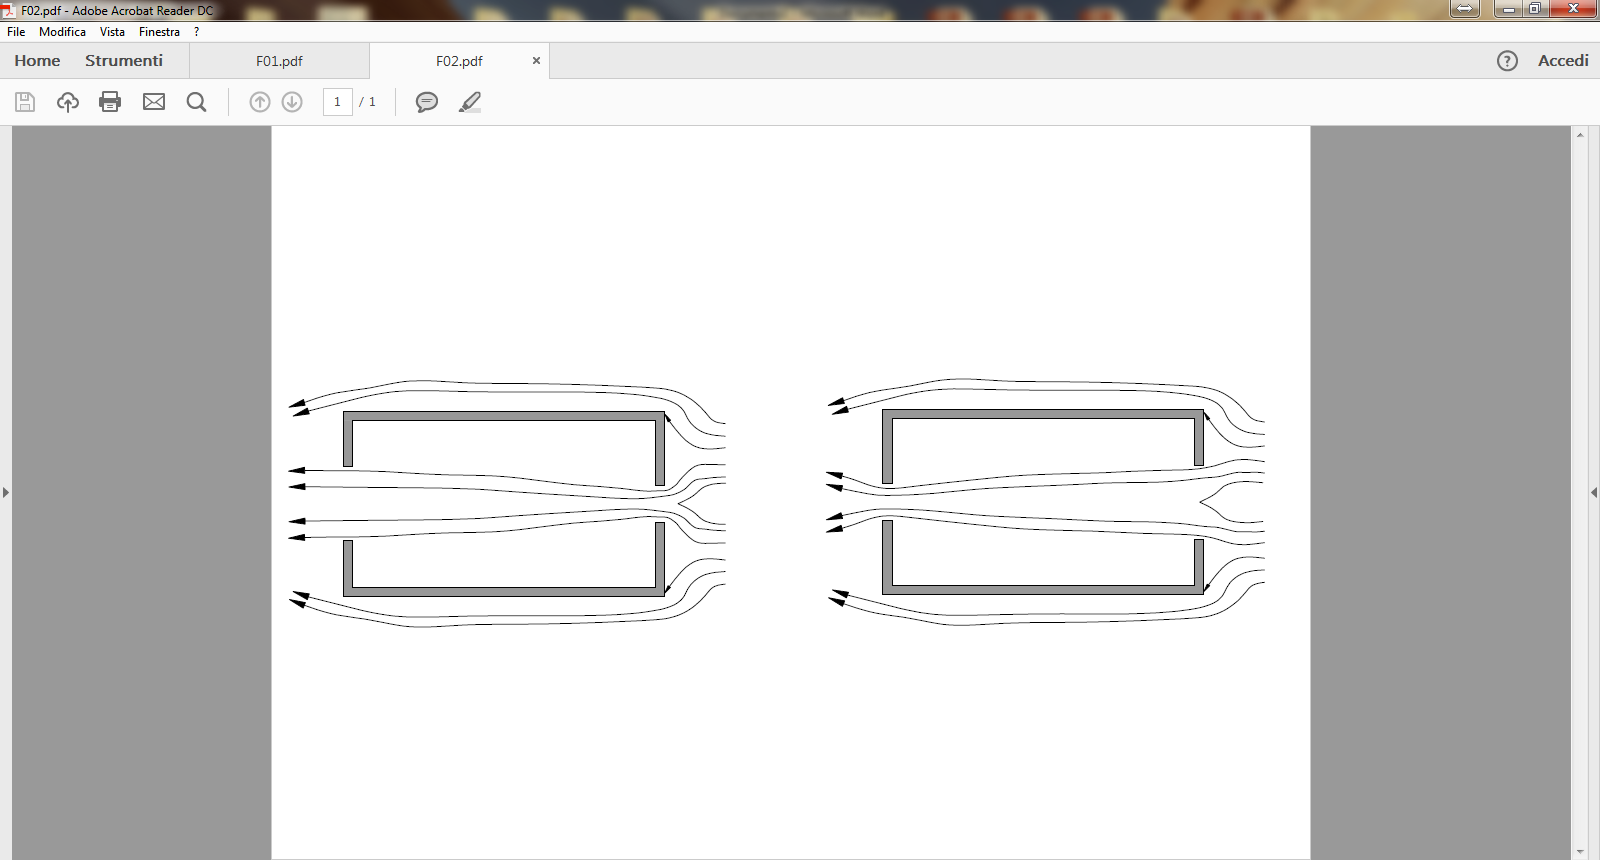 F02.pdf - Adobe Acrobat Reader DC
File Modifica Vista Finestra ?
Home Strumenti F01.pdf F02.pdf × ? Accedi
1 / 1